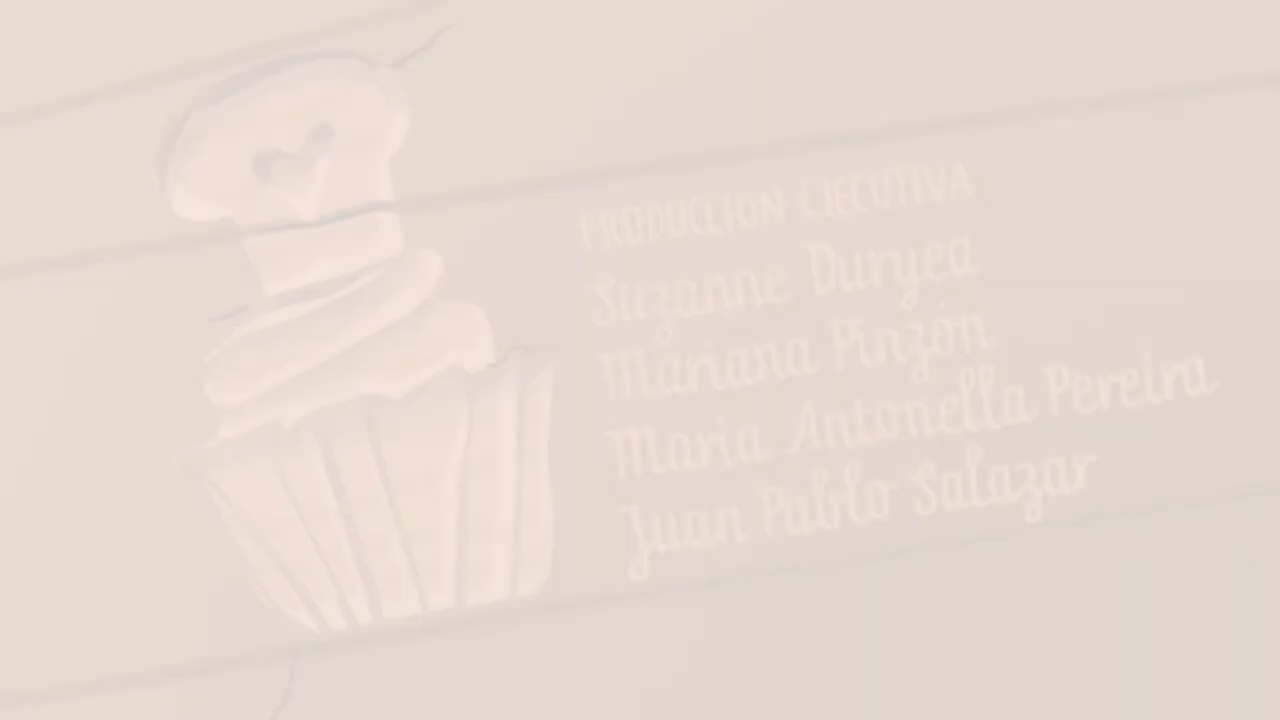 PRODUCCION EJECUTIVA
Suzanne Duryea
Mariana Pinzón
Maria Antonella Pereira
Juan Pablo Salazar